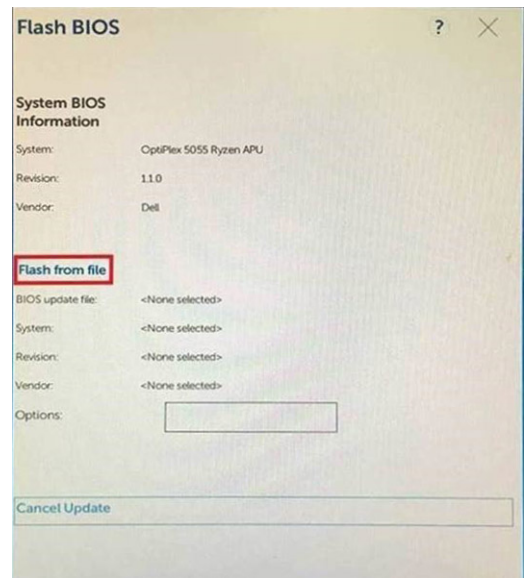 Flash BIOS ?
System BIOS
Information
System: OptiPlex 5055 Ryzen APU
Revision: 1.1.0
Vendor: Dell
Flash from file
BIOS update file: <None selected>
System: <None selected>
Revision: <None selected>
Vendor: <None selected>
Options:
Cancel Update